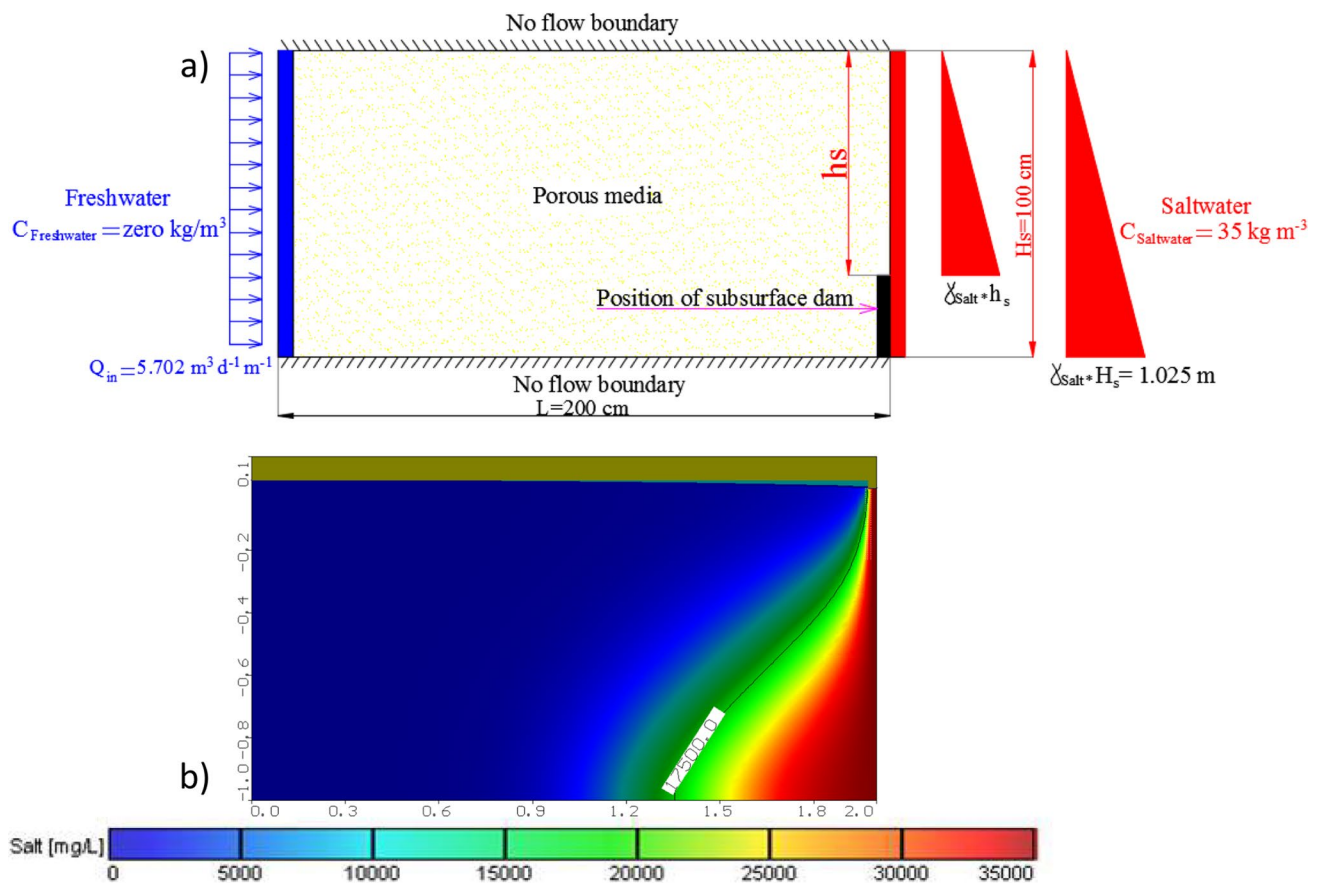 No flow boundary
a)
hs
Hs=100 cm
Porous media
Freshwater
C Freshwater = zero kg/m³
Saltwater
C Saltwater = 35 kg m⁻³
Position of subsurface dam
ɣSalt * hs
Q in = 5.702 m³ d⁻¹ m⁻¹
No flow boundary
L=200 cm
ɣSalt * Hs = 1.025 m
0.1
-0.2
-0.4
-0.6
-0.8
-1.0
17500.0
b)
0.0 0.3 0.6 0.9 1.2 1.5 1.8 2.0
Salt [mg/L]
0 5000 10000 15000 20000 25000 30000 35000